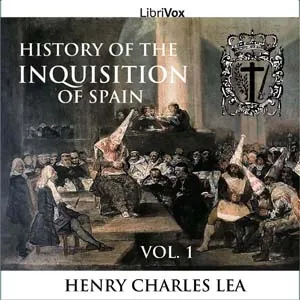 LibriVox
HISTORY OF THE
INQUISITION
OF SPAIN
VOL. 1
HENRY CHARLES LEA